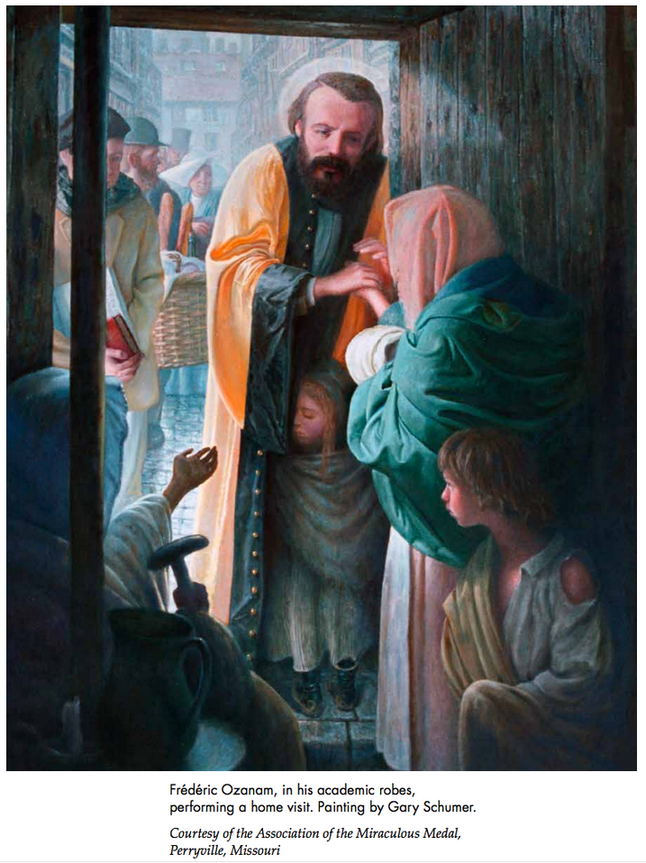 Frédéric Ozanam, in his academic robes,
performing a home visit. Painting by Gary Schumer.
Courtesy of the Association of the Miraculous Medal,
Perryville, Missouri